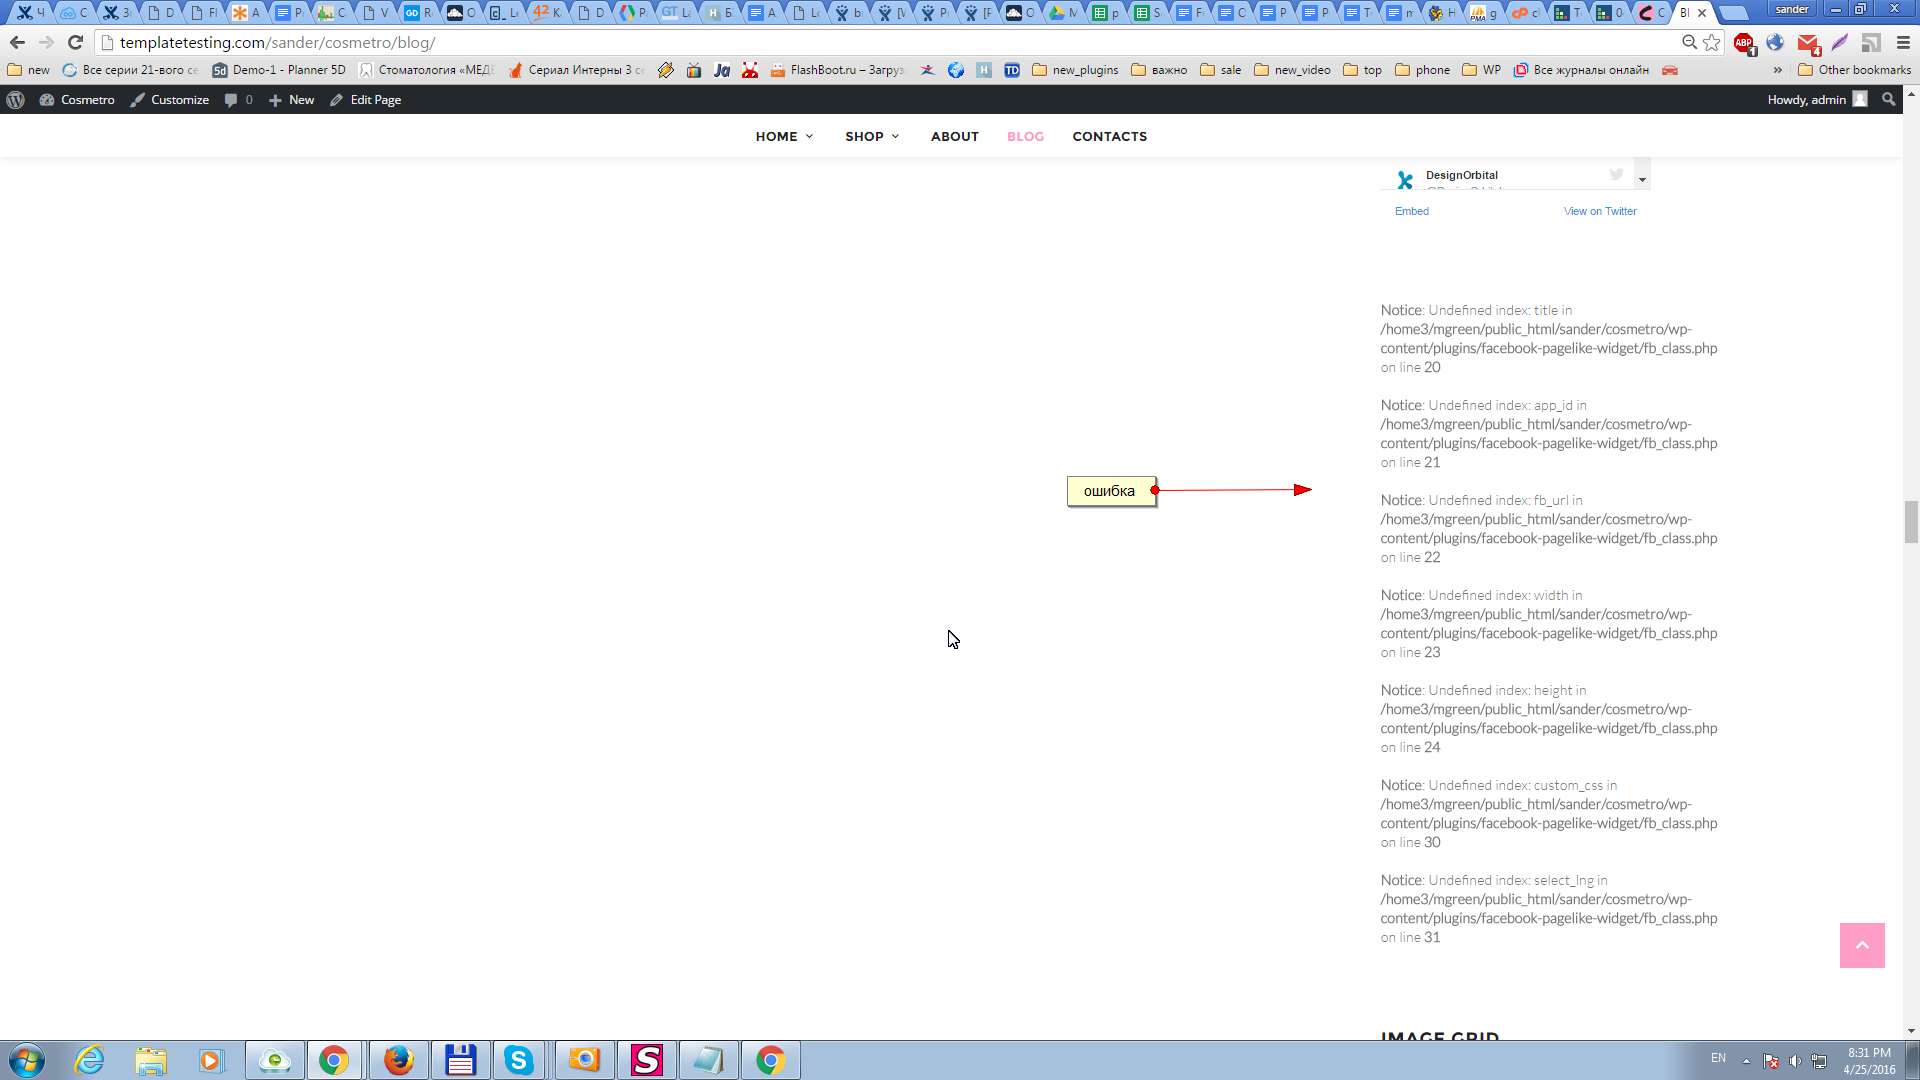 sander
templatetesting.com/sander/cosmetro/blog/
new
Все серии 21-вого се
Demo-1 - Planner 5D
Стоматология «МЕДЕ
Сериал Интерны 3 с
FlashBoot.ru – Загруз
new_plugins
важно
sale
new_video
top
phone
WP
Все журналы онлайн
»
Other bookmarks
Cosmetro
Customize
0
New
Edit Page
Howdy, admin
HOME
SHOP
ABOUT
BLOG
CONTACTS
DesignOrbital
Embed
View on Twitter
Notice: Undefined index: title in
/home3/mgreen/public_html/sander/cosmetro/wp-
content/plugins/facebook-pagelike-widget/fb_class.php
on line 20
Notice: Undefined index: app_id in
/home3/mgreen/public_html/sander/cosmetro/wp-
content/plugins/facebook-pagelike-widget/fb_class.php
on line 21
ошибка
Notice: Undefined index: fb_url in
/home3/mgreen/public_html/sander/cosmetro/wp-
content/plugins/facebook-pagelike-widget/fb_class.php
on line 22
Notice: Undefined index: width in
/home3/mgreen/public_html/sander/cosmetro/wp-
content/plugins/facebook-pagelike-widget/fb_class.php
on line 23
Notice: Undefined index: height in
/home3/mgreen/public_html/sander/cosmetro/wp-
content/plugins/facebook-pagelike-widget/fb_class.php
on line 24
Notice: Undefined index: custom_css in
/home3/mgreen/public_html/sander/cosmetro/wp-
content/plugins/facebook-pagelike-widget/fb_class.php
on line 30
Notice: Undefined index: select_lng in
/home3/mgreen/public_html/sander/cosmetro/wp-
content/plugins/facebook-pagelike-widget/fb_class.php
on line 31
IMAGE GRID
EN
8:31 PM
4/25/2016